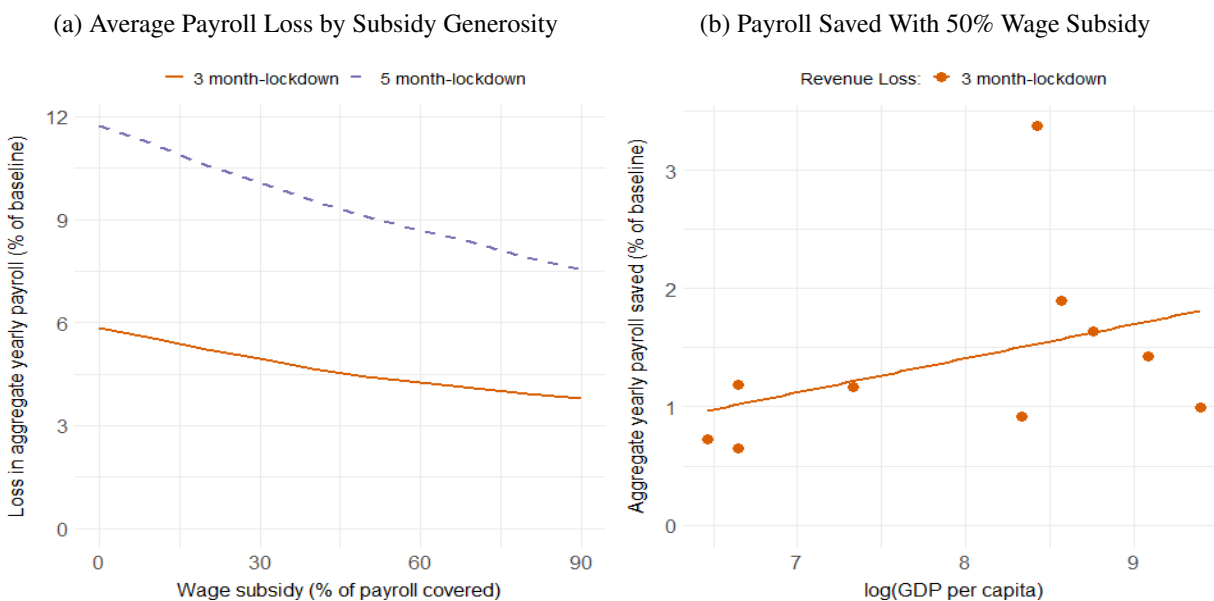 (a) Average Payroll Loss by Subsidy Generosity
3 month-lockdown 5 month-lockdown
Loss in aggregate yearly payroll (% of baseline)
12
9
6
3
0
0 30 60 90
Wage subsidy (% of payroll covered)
(b) Payroll Saved With 50% Wage Subsidy
Revenue Loss: 3 month-lockdown
Aggregate yearly payroll saved (% of baseline)
3
2
1
0
7 8 9
log(GDP per capita)